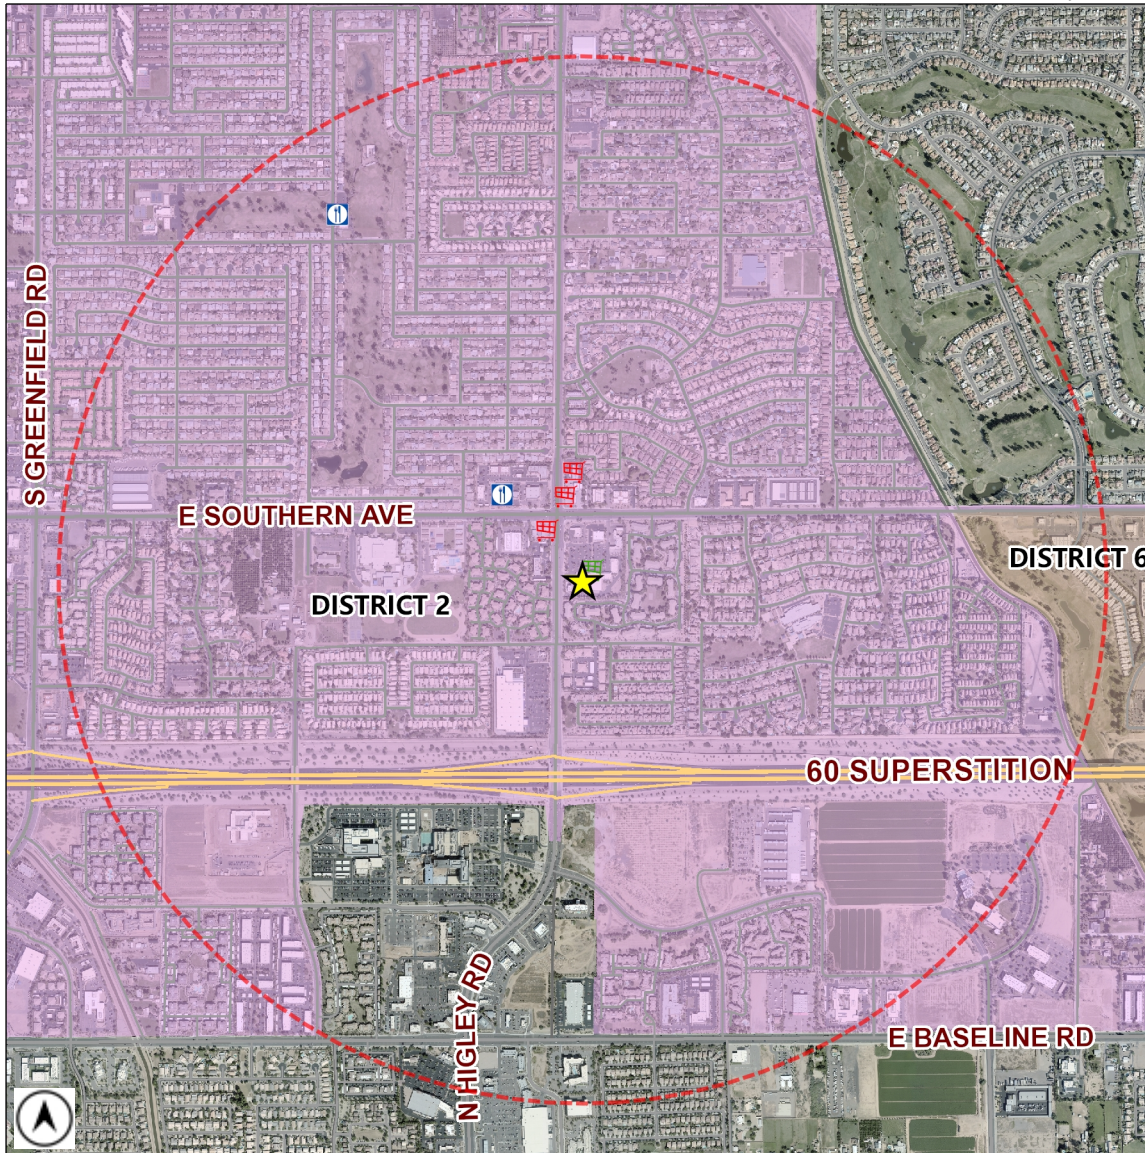 S GREENFIELD RD
E SOUTHERN AVE
DISTRICT 6
DISTRICT 2
60 SUPERSTITION
N HIGLEY RD
E BASELINE RD